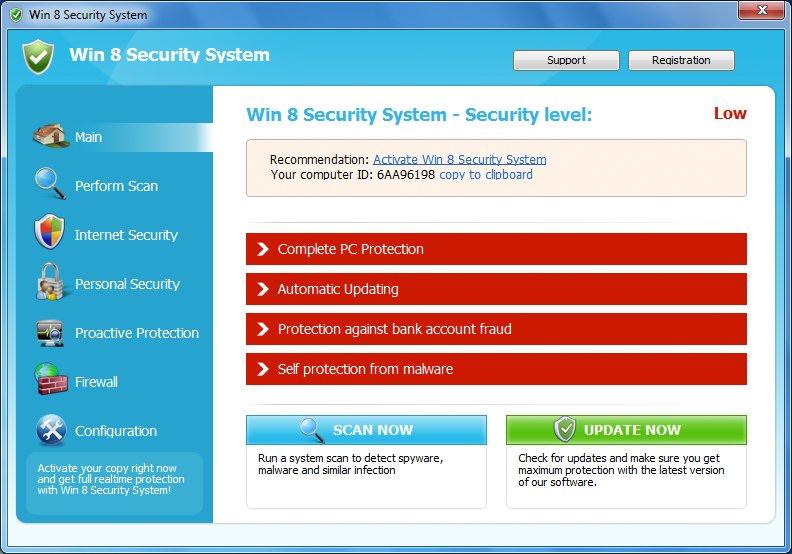 Win 8 Security System
Win 8 Security System
Support
Registration
Main
Perform Scan
Internet Security
Personal Security
Proactive Protection
Firewall
Configuration
Activate your copy right now
and get full realtime protection
with Win 8 Security System!
Win 8 Security System - Security level:
Low
Recommendation: Activate Win 8 Security System
Your computer ID: 6AA96198 copy to clipboard
Complete PC Protection
Automatic Updating
Protection against bank account fraud
Self protection from malware
SCAN NOW
Run a system scan to detect spyware,
malware and similar infection
UPDATE NOW
Check for updates and make sure you get
maximum protection with the latest version
of our software.